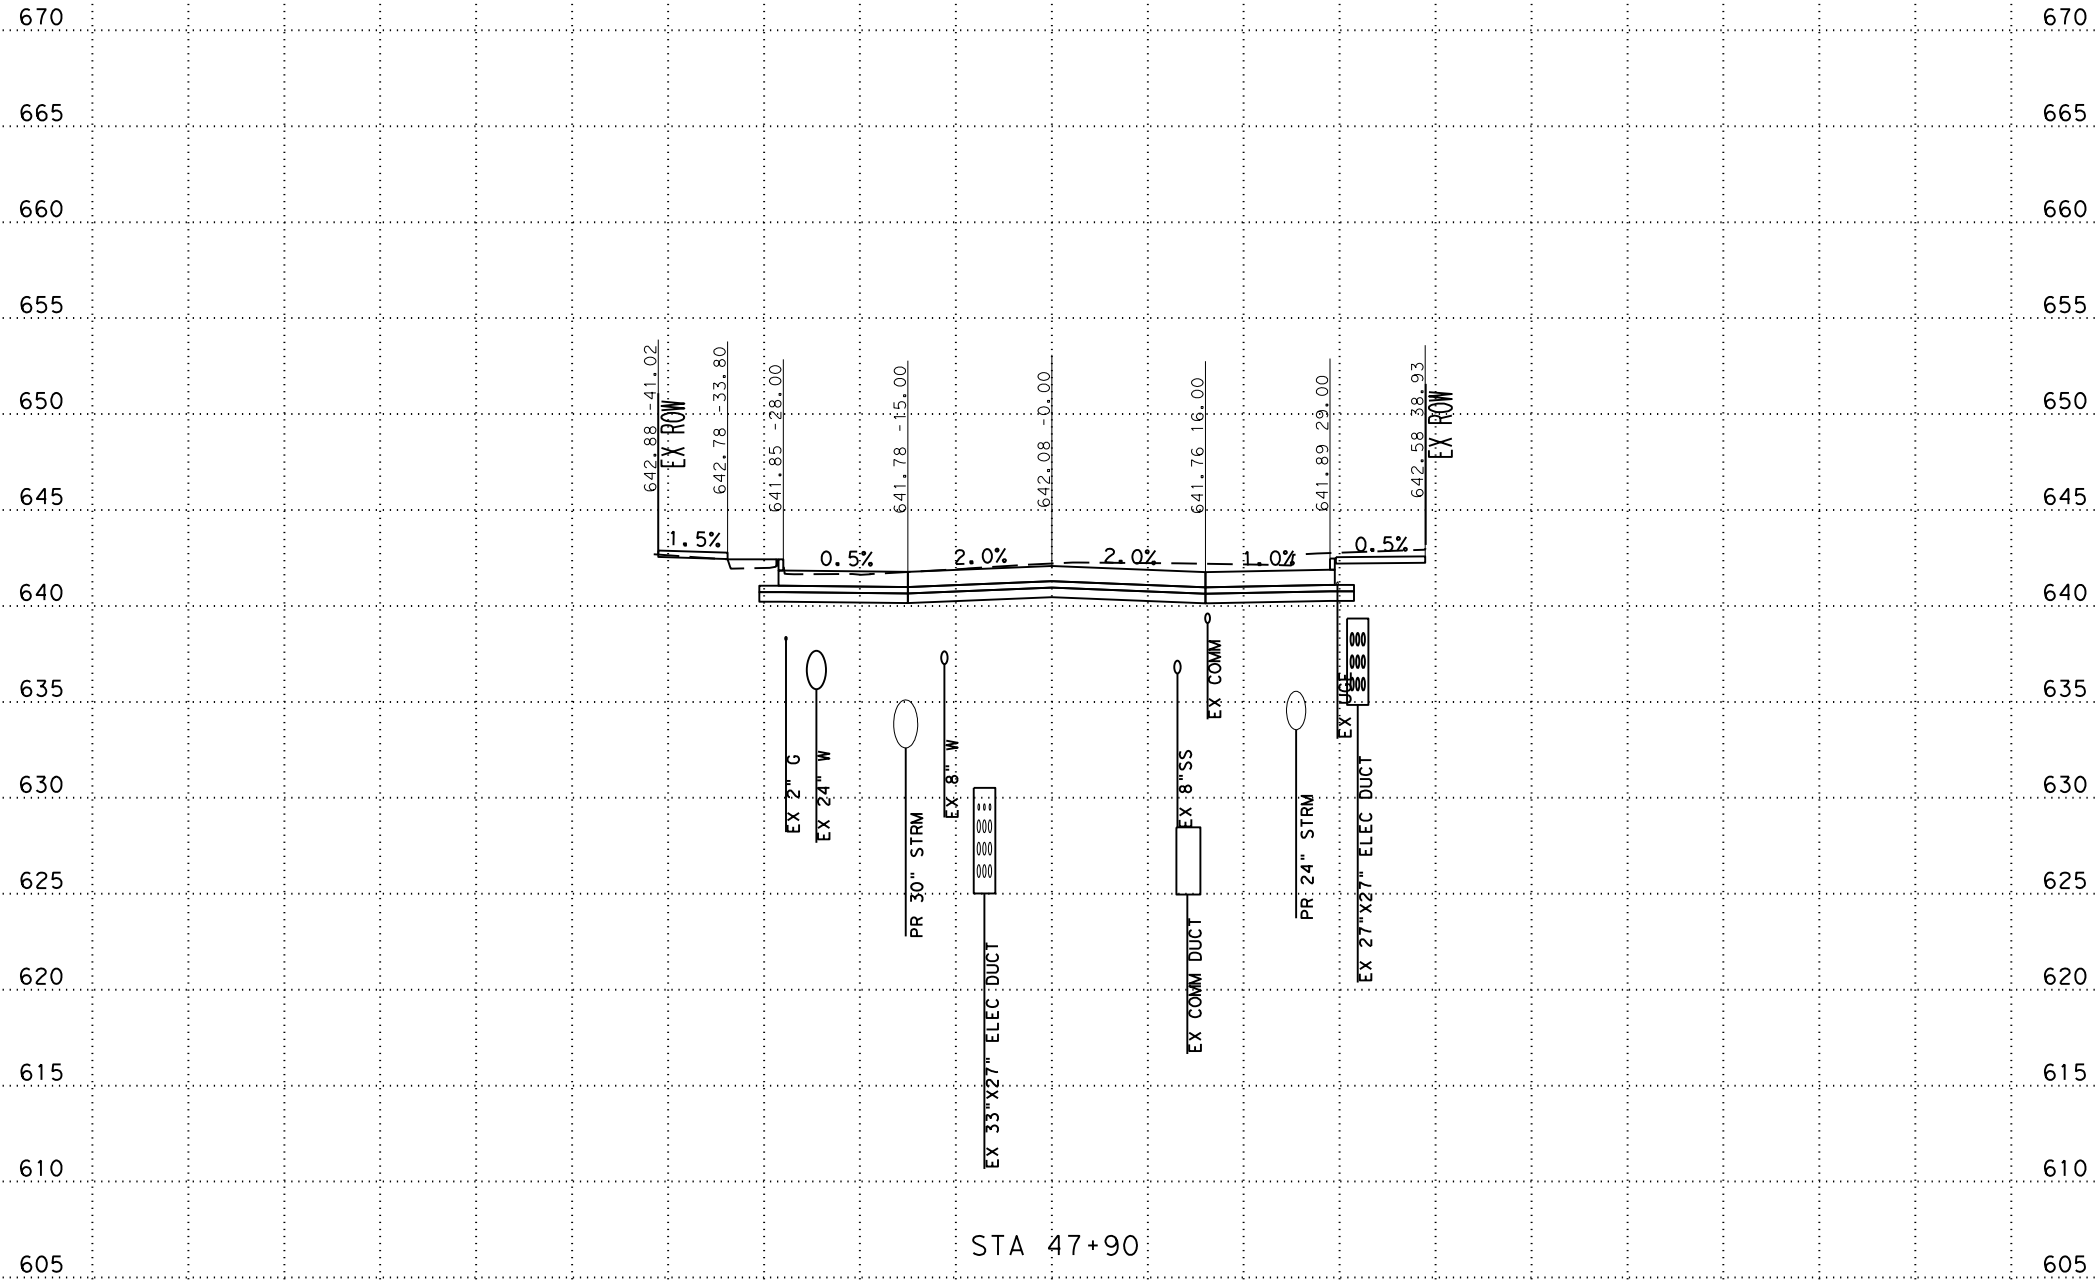 670 670
665 665
660 660
655 655
650 650
645 645
640 640
635 635
630 630
625 625
620 620
615 615
610 610
605 605
642.88 -41.02
EX ROW
642.78 -33.80
641.85 -28.00
641.78 -15.00
642.08 -0.00
641.76 16.00
641.89 29.00
642.58 38.93
EX ROW
1.5%
0.5%
2.0%
2.0%
1.0%
0.5%
EX 2" G
EX 24" W
PR 30" STRM
EX 8" W
EX 33"X27" ELEC DUCT
EX 8"SS
EX COMM DUCT
EX COMM
PR 24" STRM
EX UGE
EX 27"X27" ELEC DUCT
STA 47+90